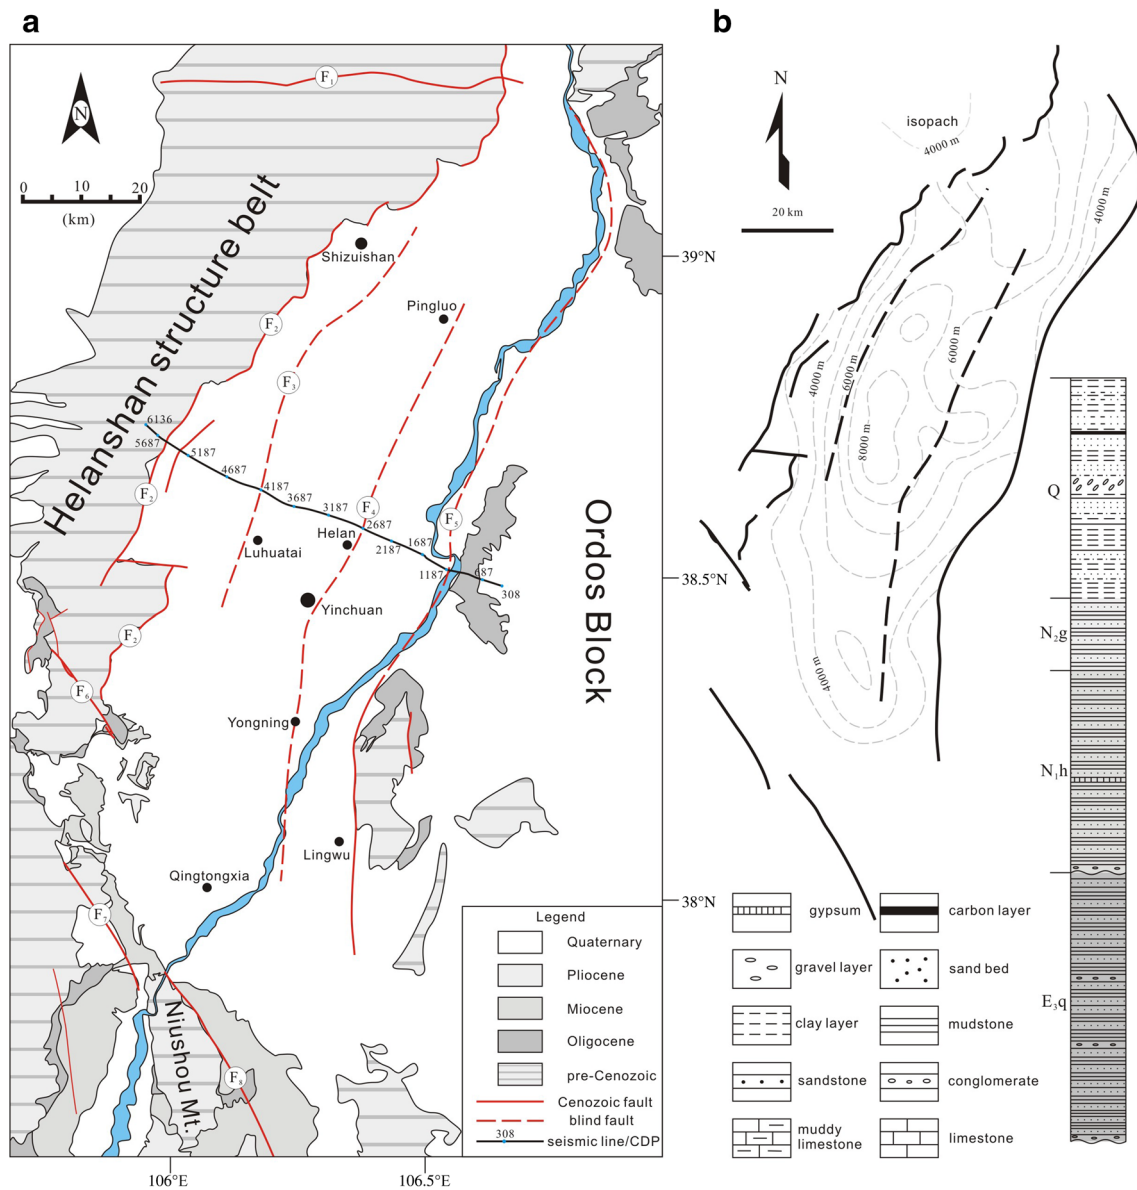 a
b
F₁
N
0 10 20
(km)
Helanshan structure belt
Shizuishan
Pingluo
F₂
F₃
6136
5687
5187
4687
4187
3687
3187
2687
2187
1687
1187
687
308
F₂
F₄
F₅
Helan
Luhuatai
Yinchuan
Ordos Block
F₂
F₆
Yongning
Lingwu
Qingtongxia
F₇
Niushou Mt.
F₈
39°N
38.5°N
38°N
106°E
106.5°E
Legend
Quaternary
Pliocene
Miocene
Oligocene
pre-Cenozoic
Cenozoic fault
blind fault
308
seismic line/CDP
N
20 km
isopach
4000 m
4000 m
4000 m
6000 m
6000 m
8000 m
4000 m
Q
N₂g
N₁h
E₃q
gypsum
carbon layer
gravel layer
sand bed
clay layer
mudstone
sandstone
conglomerate
muddy
limestone
limestone